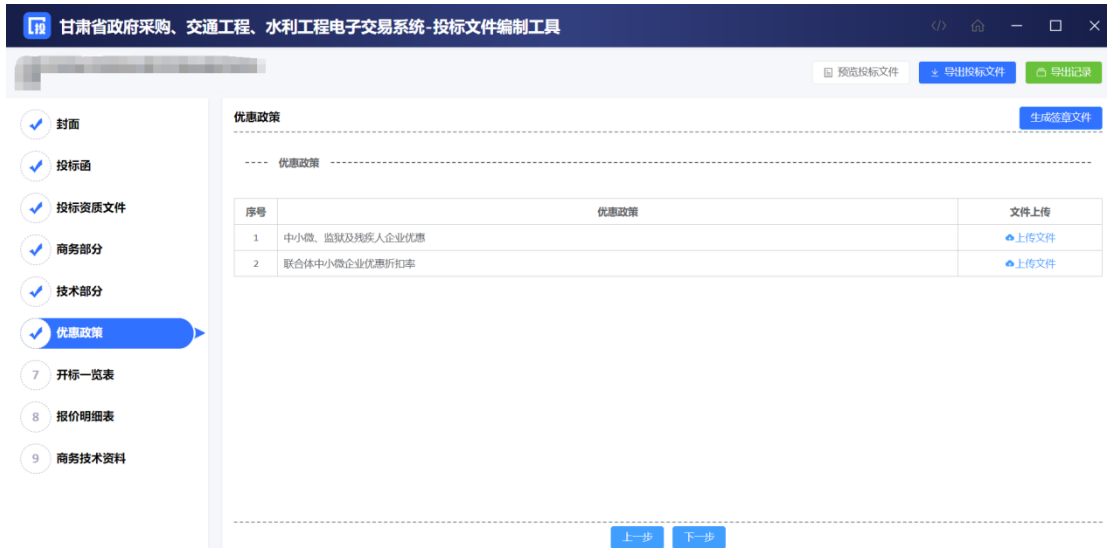 投 甘肃省政府采购、交通工程、水利工程电子交易系统-投标文件编制工具
预览投标文件 导出投标文件 导出记录
封面
投标函
投标资质文件
商务部分
技术部分
优惠政策
7 开标一览表
8 报价明细表
9 商务技术资料
优惠政策 生成签章文件
优惠政策
序号 优惠政策 文件上传
1 中小微、监狱及残疾人企业优惠 上传文件
2 联合体中小微企业优惠折扣率 上传文件
上一步 下一步